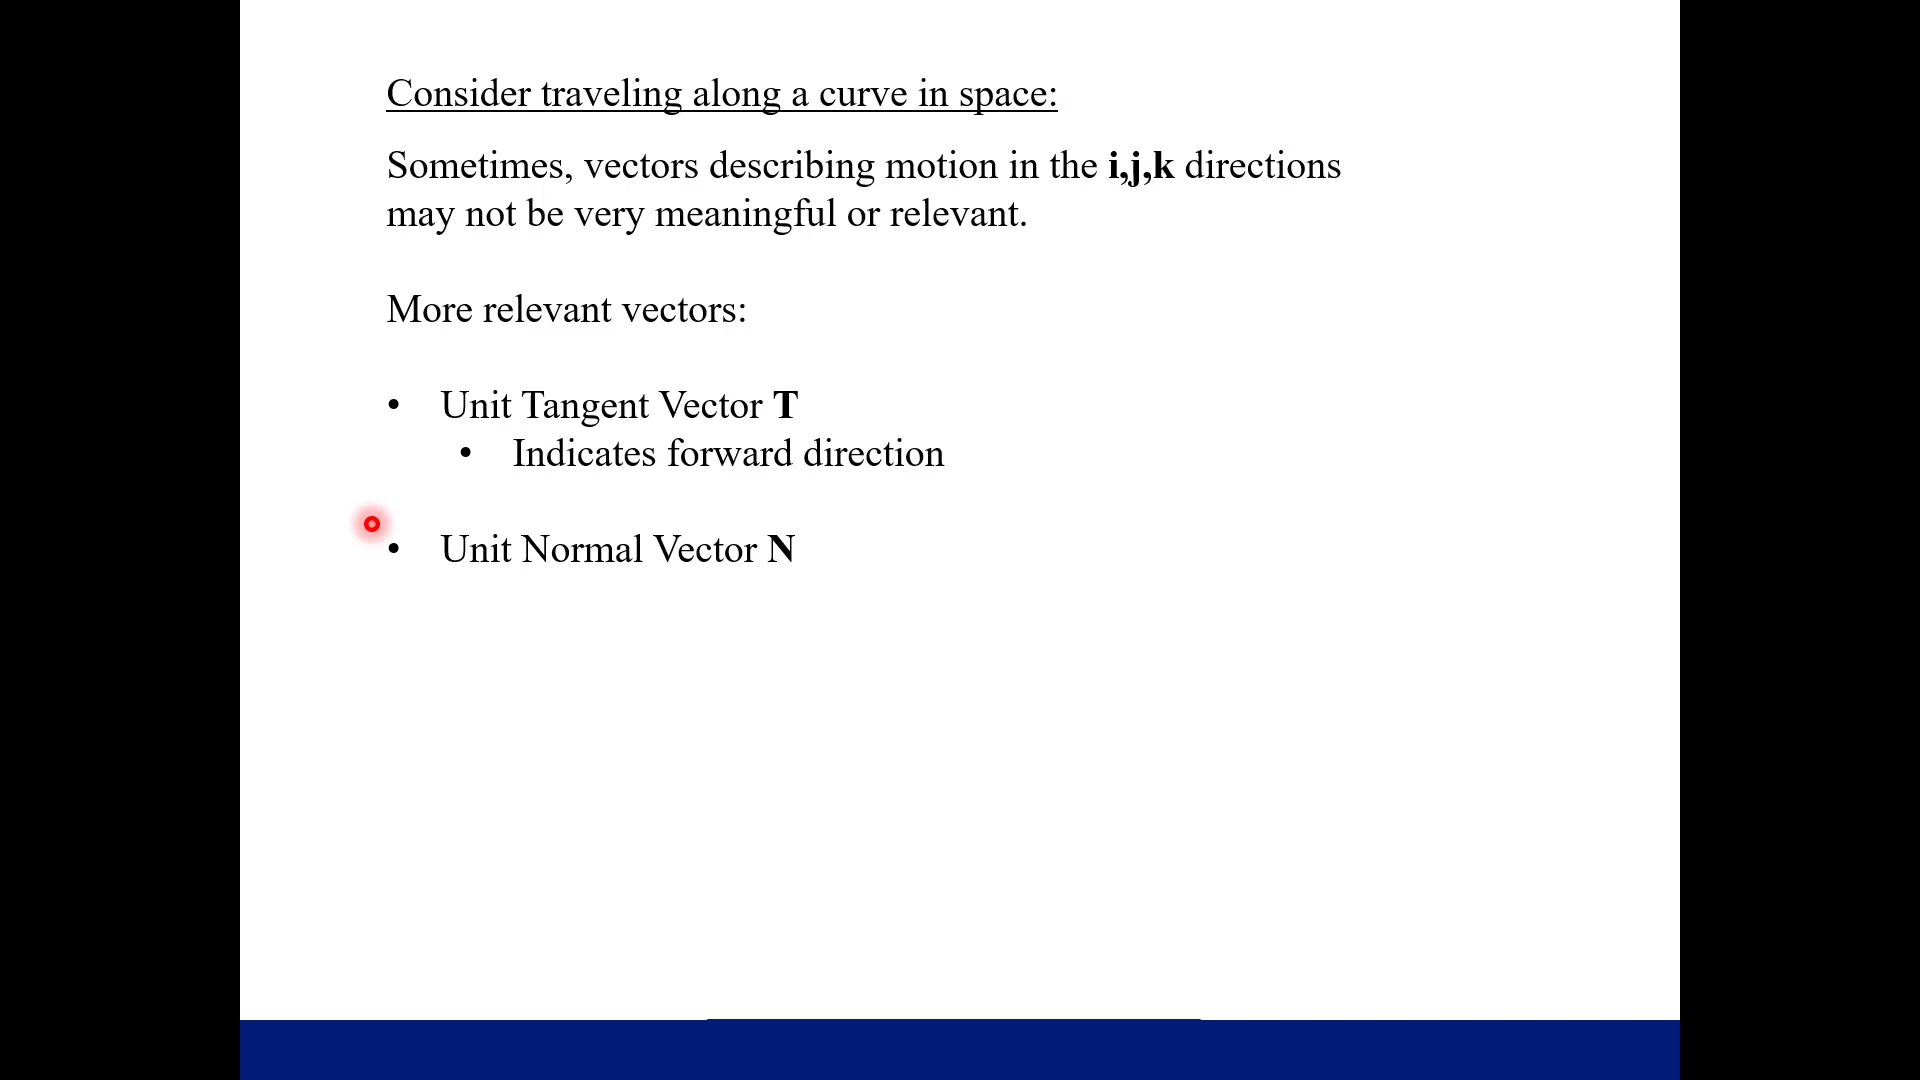 Consider traveling along a curve in space:
Sometimes, vectors describing motion in the i,j,k directions
may not be very meaningful or relevant.
More relevant vectors:
• Unit Tangent Vector T
• Indicates forward direction
• Unit Normal Vector N